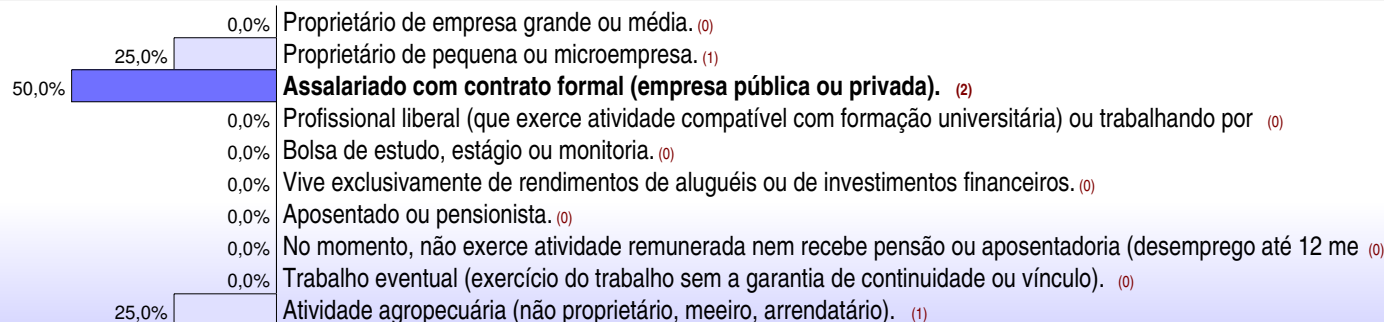 0,0% Proprietário de empresa grande ou média. (0)
25,0% Proprietário de pequena ou microempresa. (1)
50,0% Assalariado com contrato formal (empresa pública ou privada). (2)
0,0% Profissional liberal (que exerce atividade compatível com formação universitária) ou trabalhando por (0)
0,0% Bolsa de estudo, estágio ou monitoria. (0)
0,0% Vive exclusivamente de rendimentos de aluguéis ou de investimentos financeiros. (0)
0,0% Aposentado ou pensionista. (0)
0,0% No momento, não exerce atividade remunerada nem recebe pensão ou aposentadoria (desemprego até 12 me (0)
0,0% Trabalho eventual (exercício do trabalho sem a garantia de continuidade ou vínculo). (0)
25,0% Atividade agropecuária (não proprietário, meeiro, arrendatário). (1)